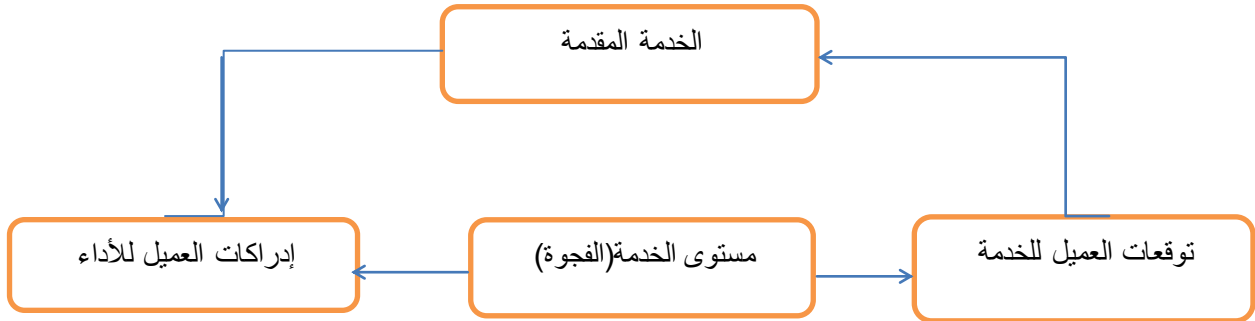 الخدمة المقدمة
توقعات العميل للخدمة
مستوى الخدمة(الفجوة)
إدراكات العميل للأداء